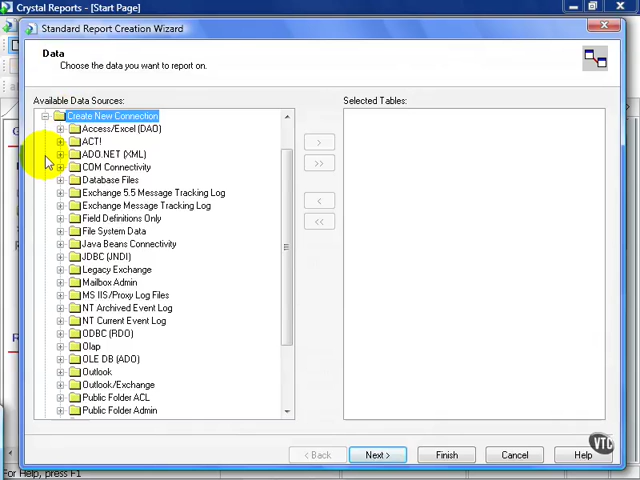 Crystal Reports - [Start Page]
Standard Report Creation Wizard
Data
Choose the data you want to report on.
Available Data Sources:
Selected Tables:
Create New Connection
Access/Excel (DAO)
ACT!
ADO.NET (XML)
COM Connectivity
Database Files
Exchange 5.5 Message Tracking Log
Exchange Message Tracking Log
Field Definitions Only
File System Data
Java Beans Connectivity
JDBC (JNDI)
Legacy Exchange
Mailbox Admin
MS IIS/Proxy Log Files
NT Archived Event Log
NT Current Event Log
ODBC (RDO)
Olap
OLE DB (ADO)
Outlook
Outlook/Exchange
Public Folder ACL
Public Folder Admin
>
>>
<
<<
< Back
Next >
Finish
Cancel
Help
VTC
For Help, press F1